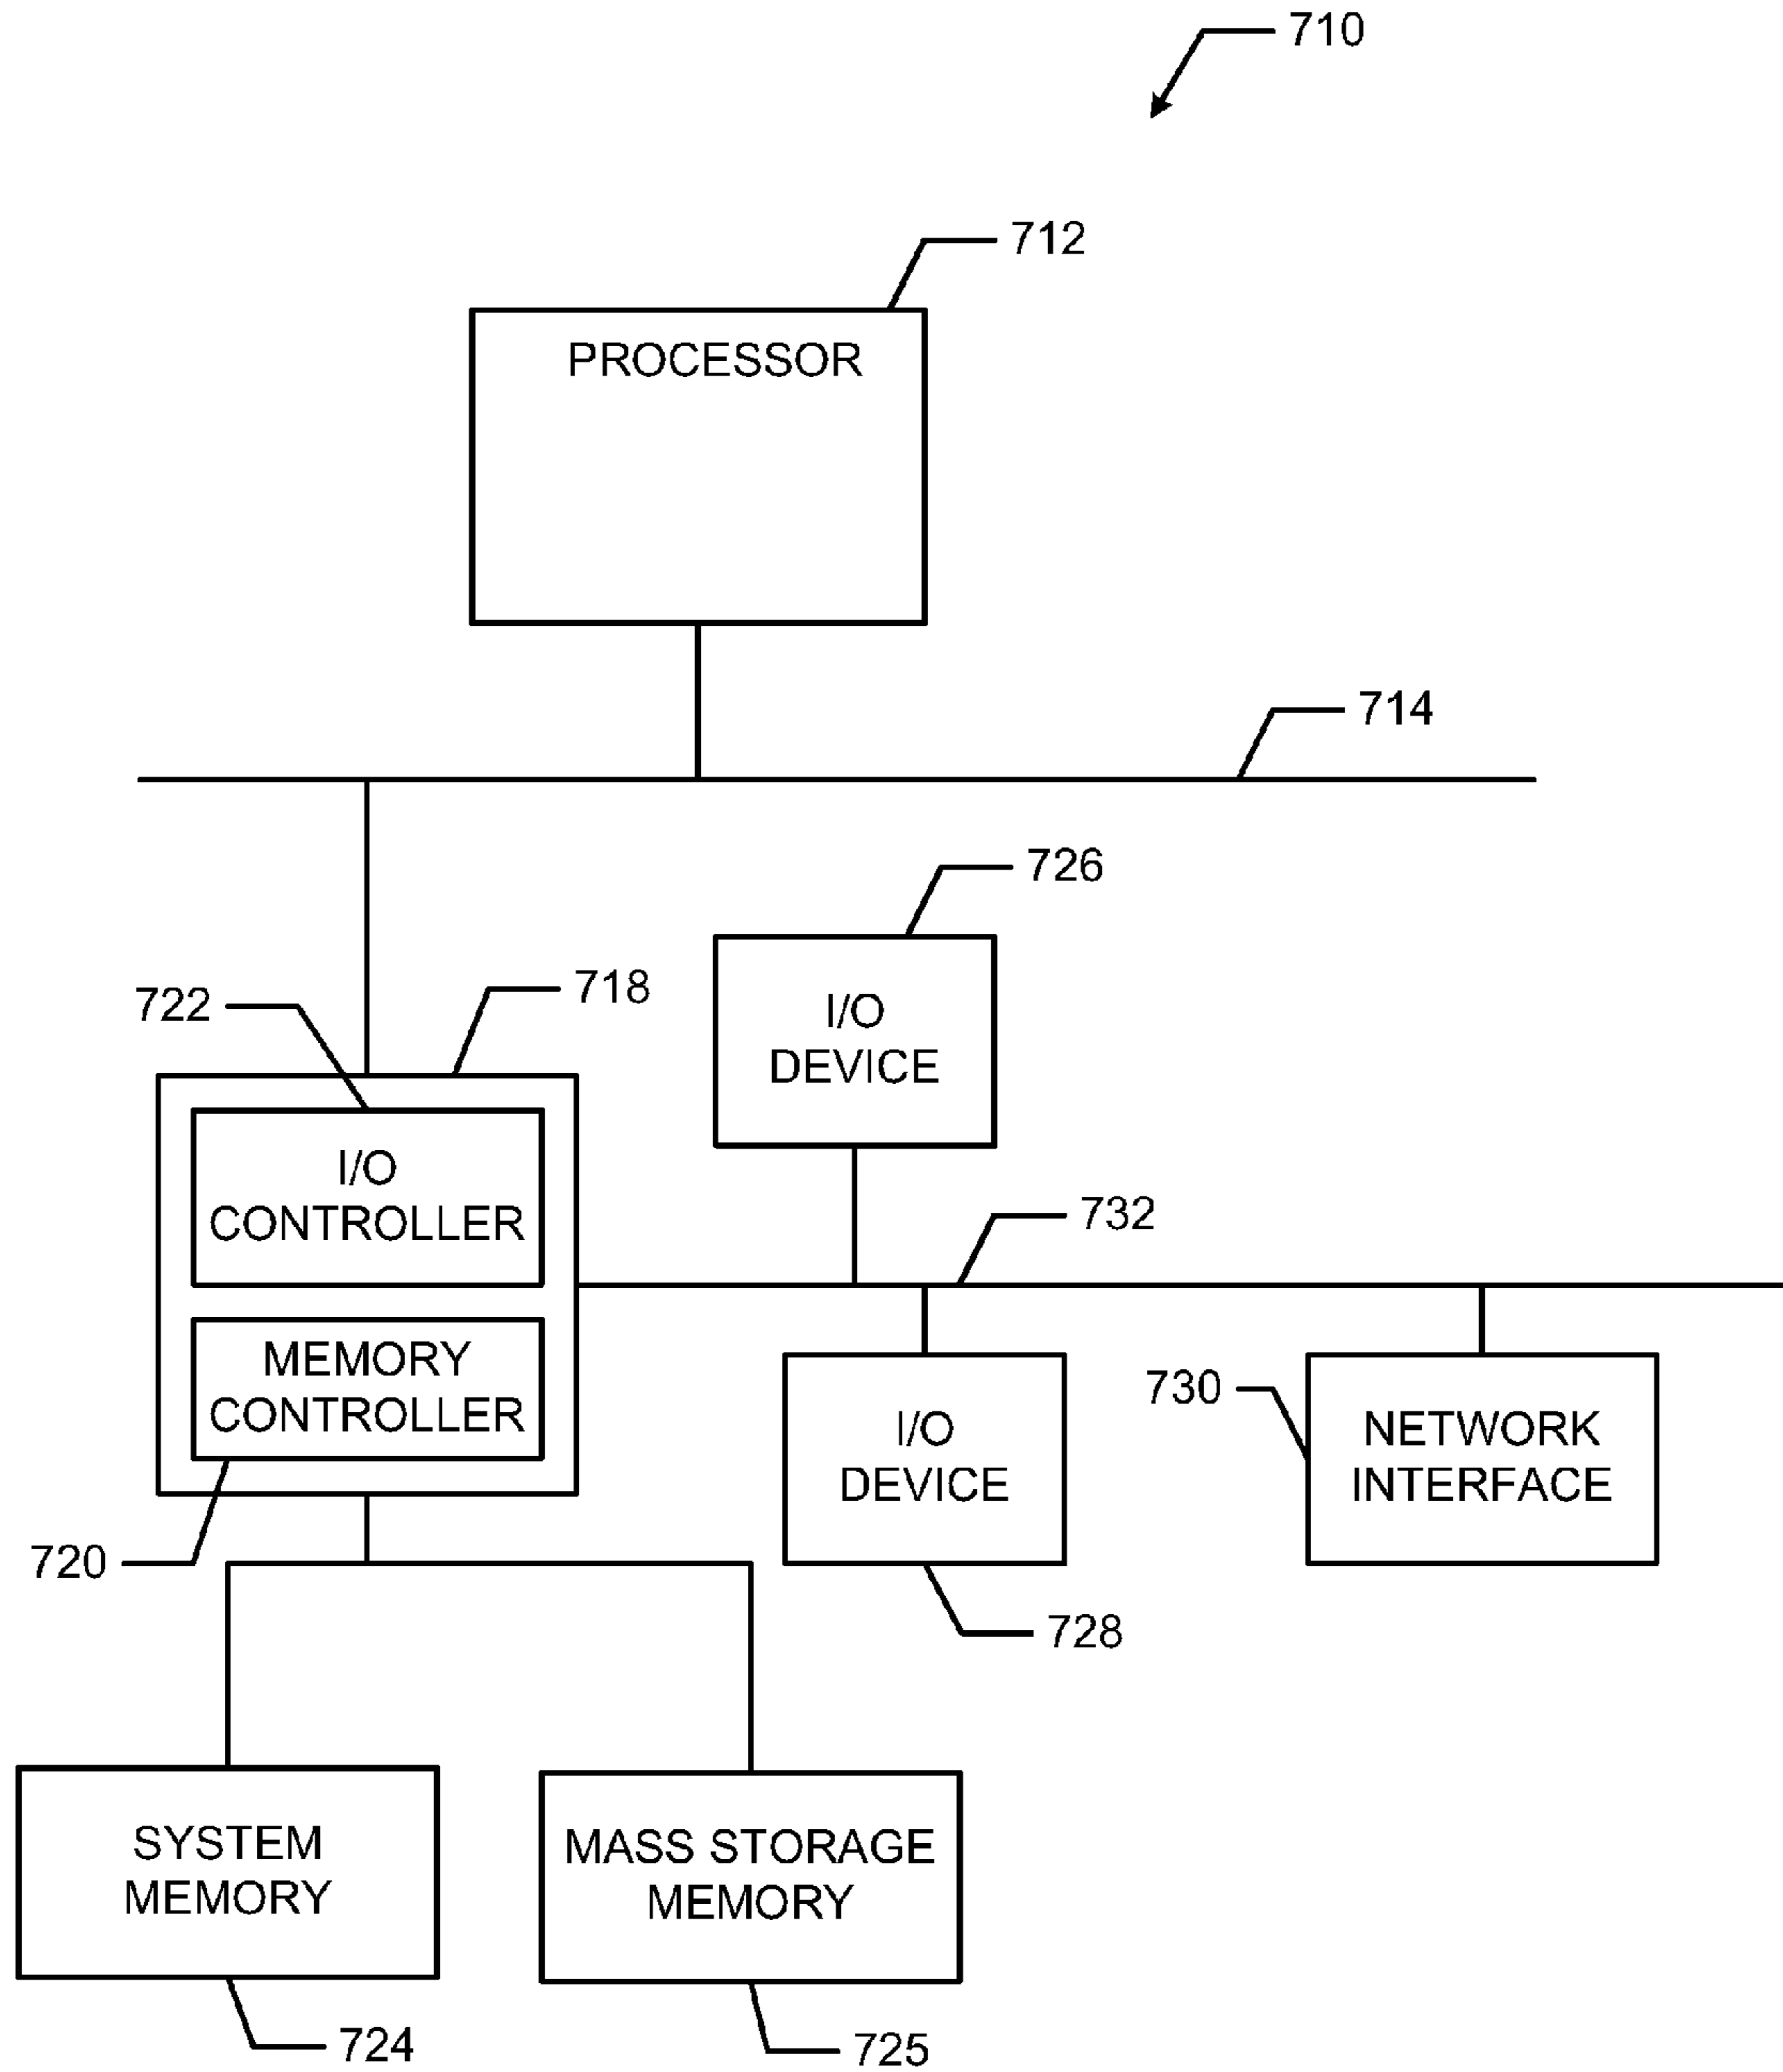 710
712
PROCESSOR
714
726
718
722
I/O
DEVICE
I/O
CONTROLLER
732
MEMORY
CONTROLLER
730
I/O
DEVICE
NETWORK
INTERFACE
720
728
SYSTEM
MEMORY
MASS STORAGE
MEMORY
724
725